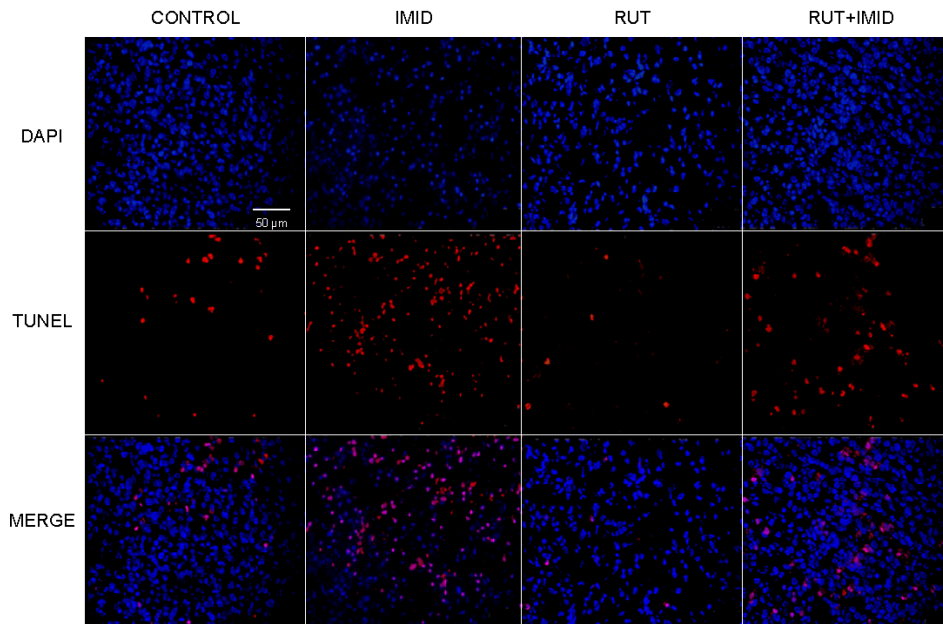 CONTROL IMID RUT RUT+IMID
DAPI
50 µm
TUNEL
MERGE